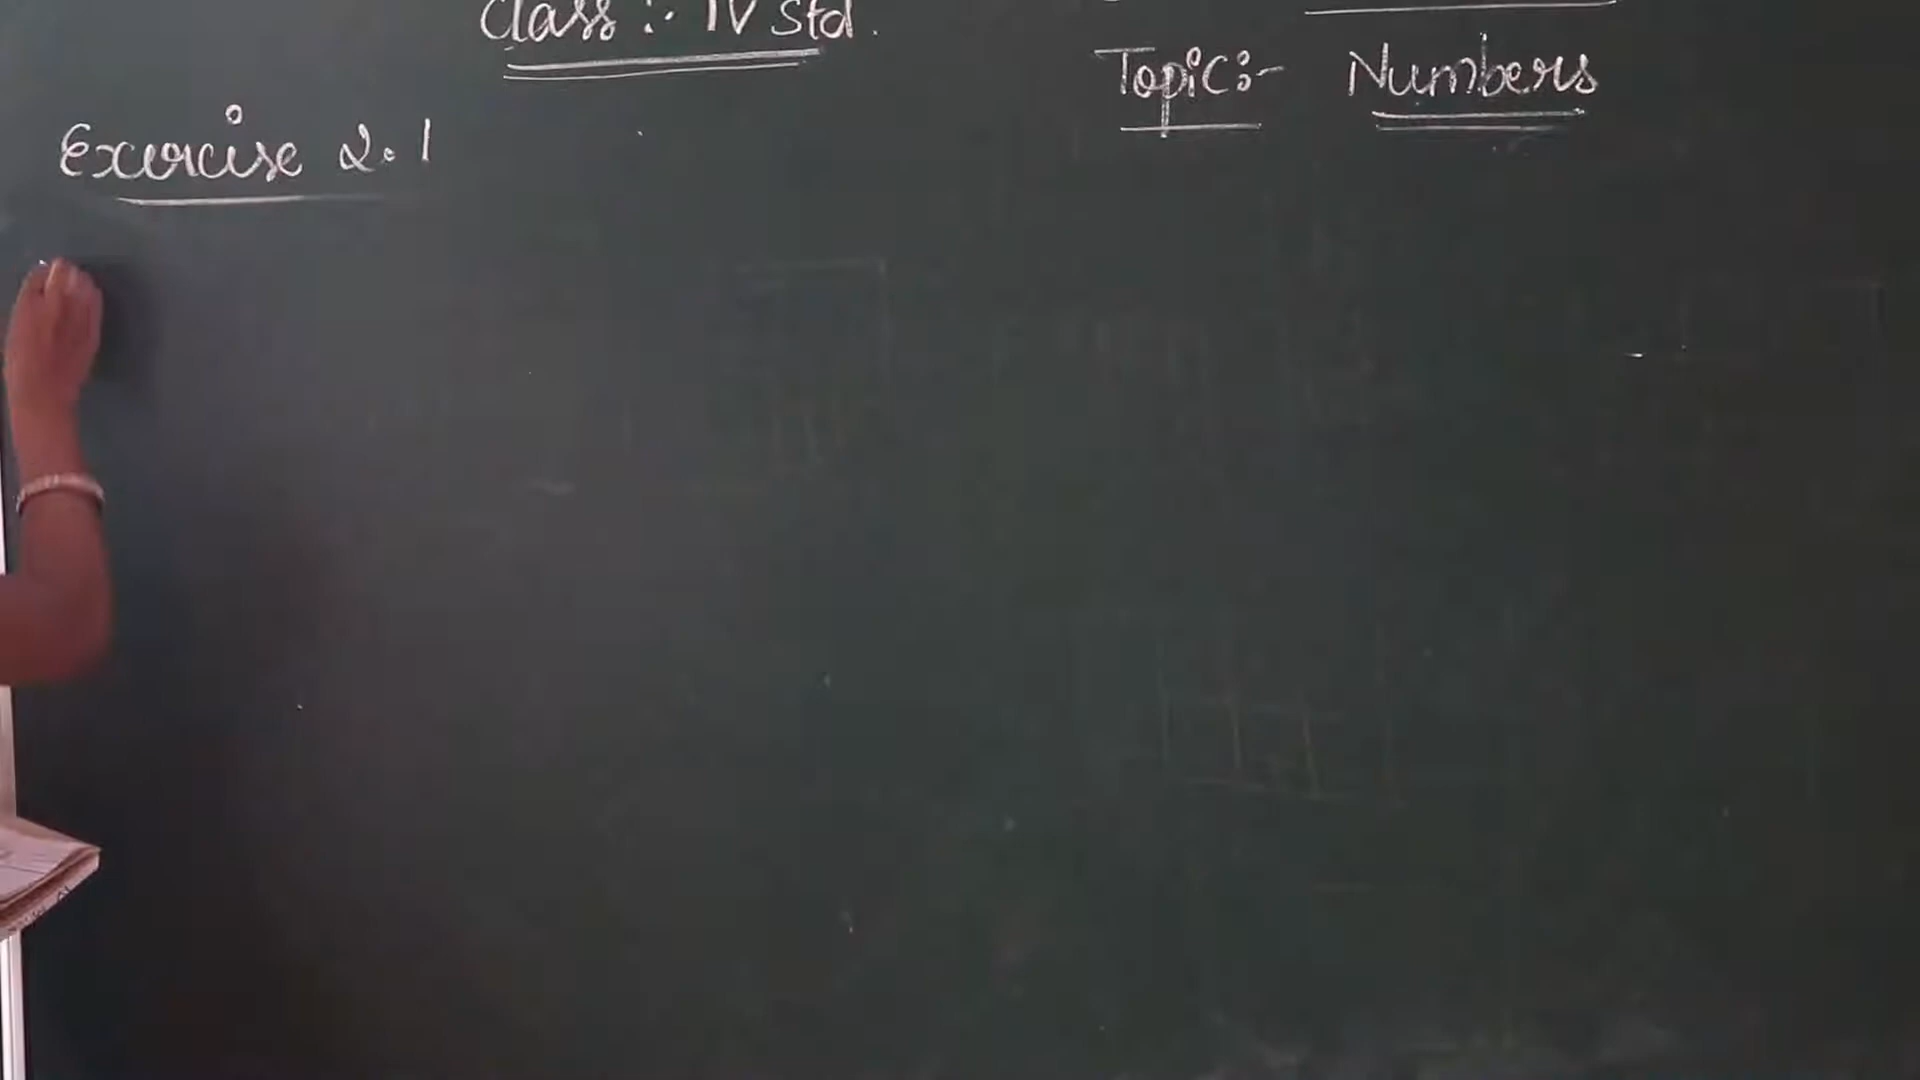 Class :- IV Std.
Topic:- Numbers
Exercise 2.1